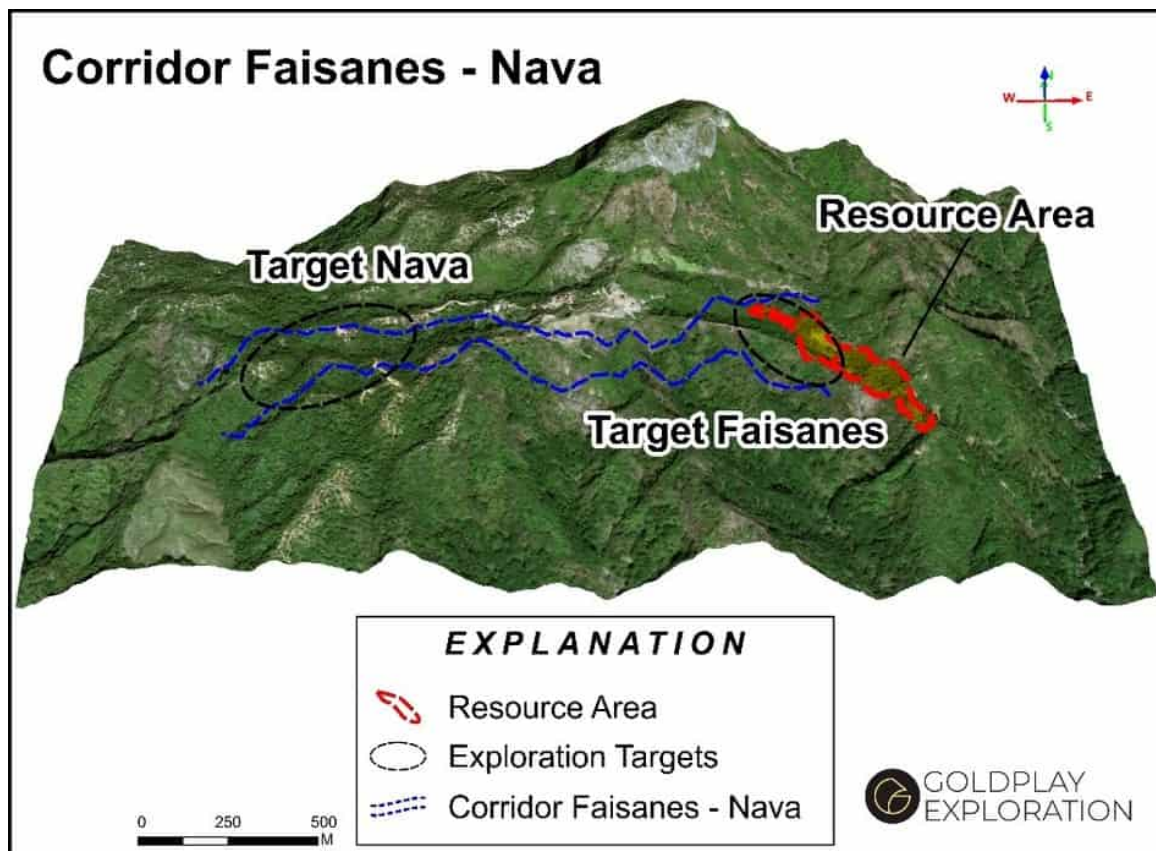 Corridor Faisanes - Nava
N
W E
S
Resource
Area
Target Nava
Target Faisanes
EXPLANATION
Resource Area
Exploration Targets
Corridor Faisanes - Nava
0 250 500
M
GOLDPLAY
EXPLORATION